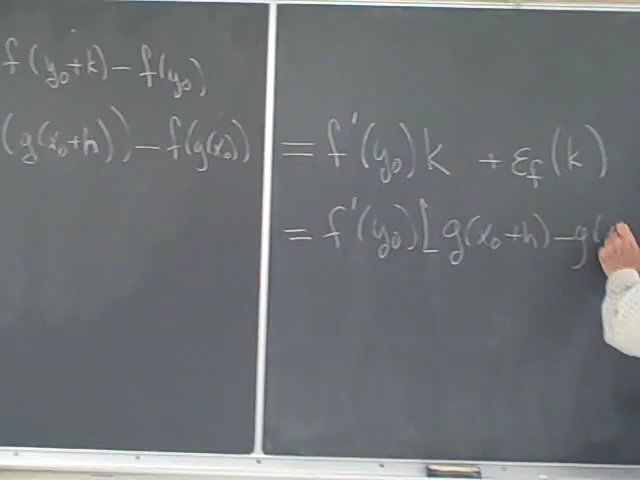 f(y₀+k)-f(y₀)
(g(x₀+h))-f(g(x₀)) = f'(y₀)k + ε_f(k)
= f'(y₀)[g(x₀+h)-g(